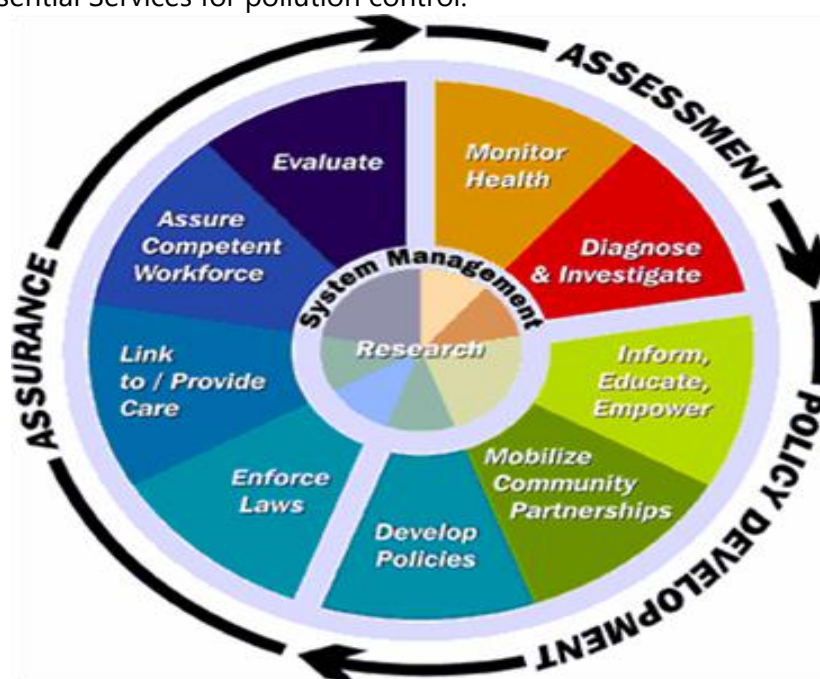 sential Services for pollution control.
ASSESSMENT
Monitor
Health
Diagnose
& Investigate
POLICY DEVELOPMENT
Inform,
Educate,
Empower
Mobilize
Community
Partnerships
Develop
Policies
ASSURANCE
Enforce
Laws
Link
to / Provide
Care
Assure
Competent
Workforce
Evaluate
System Management
Research